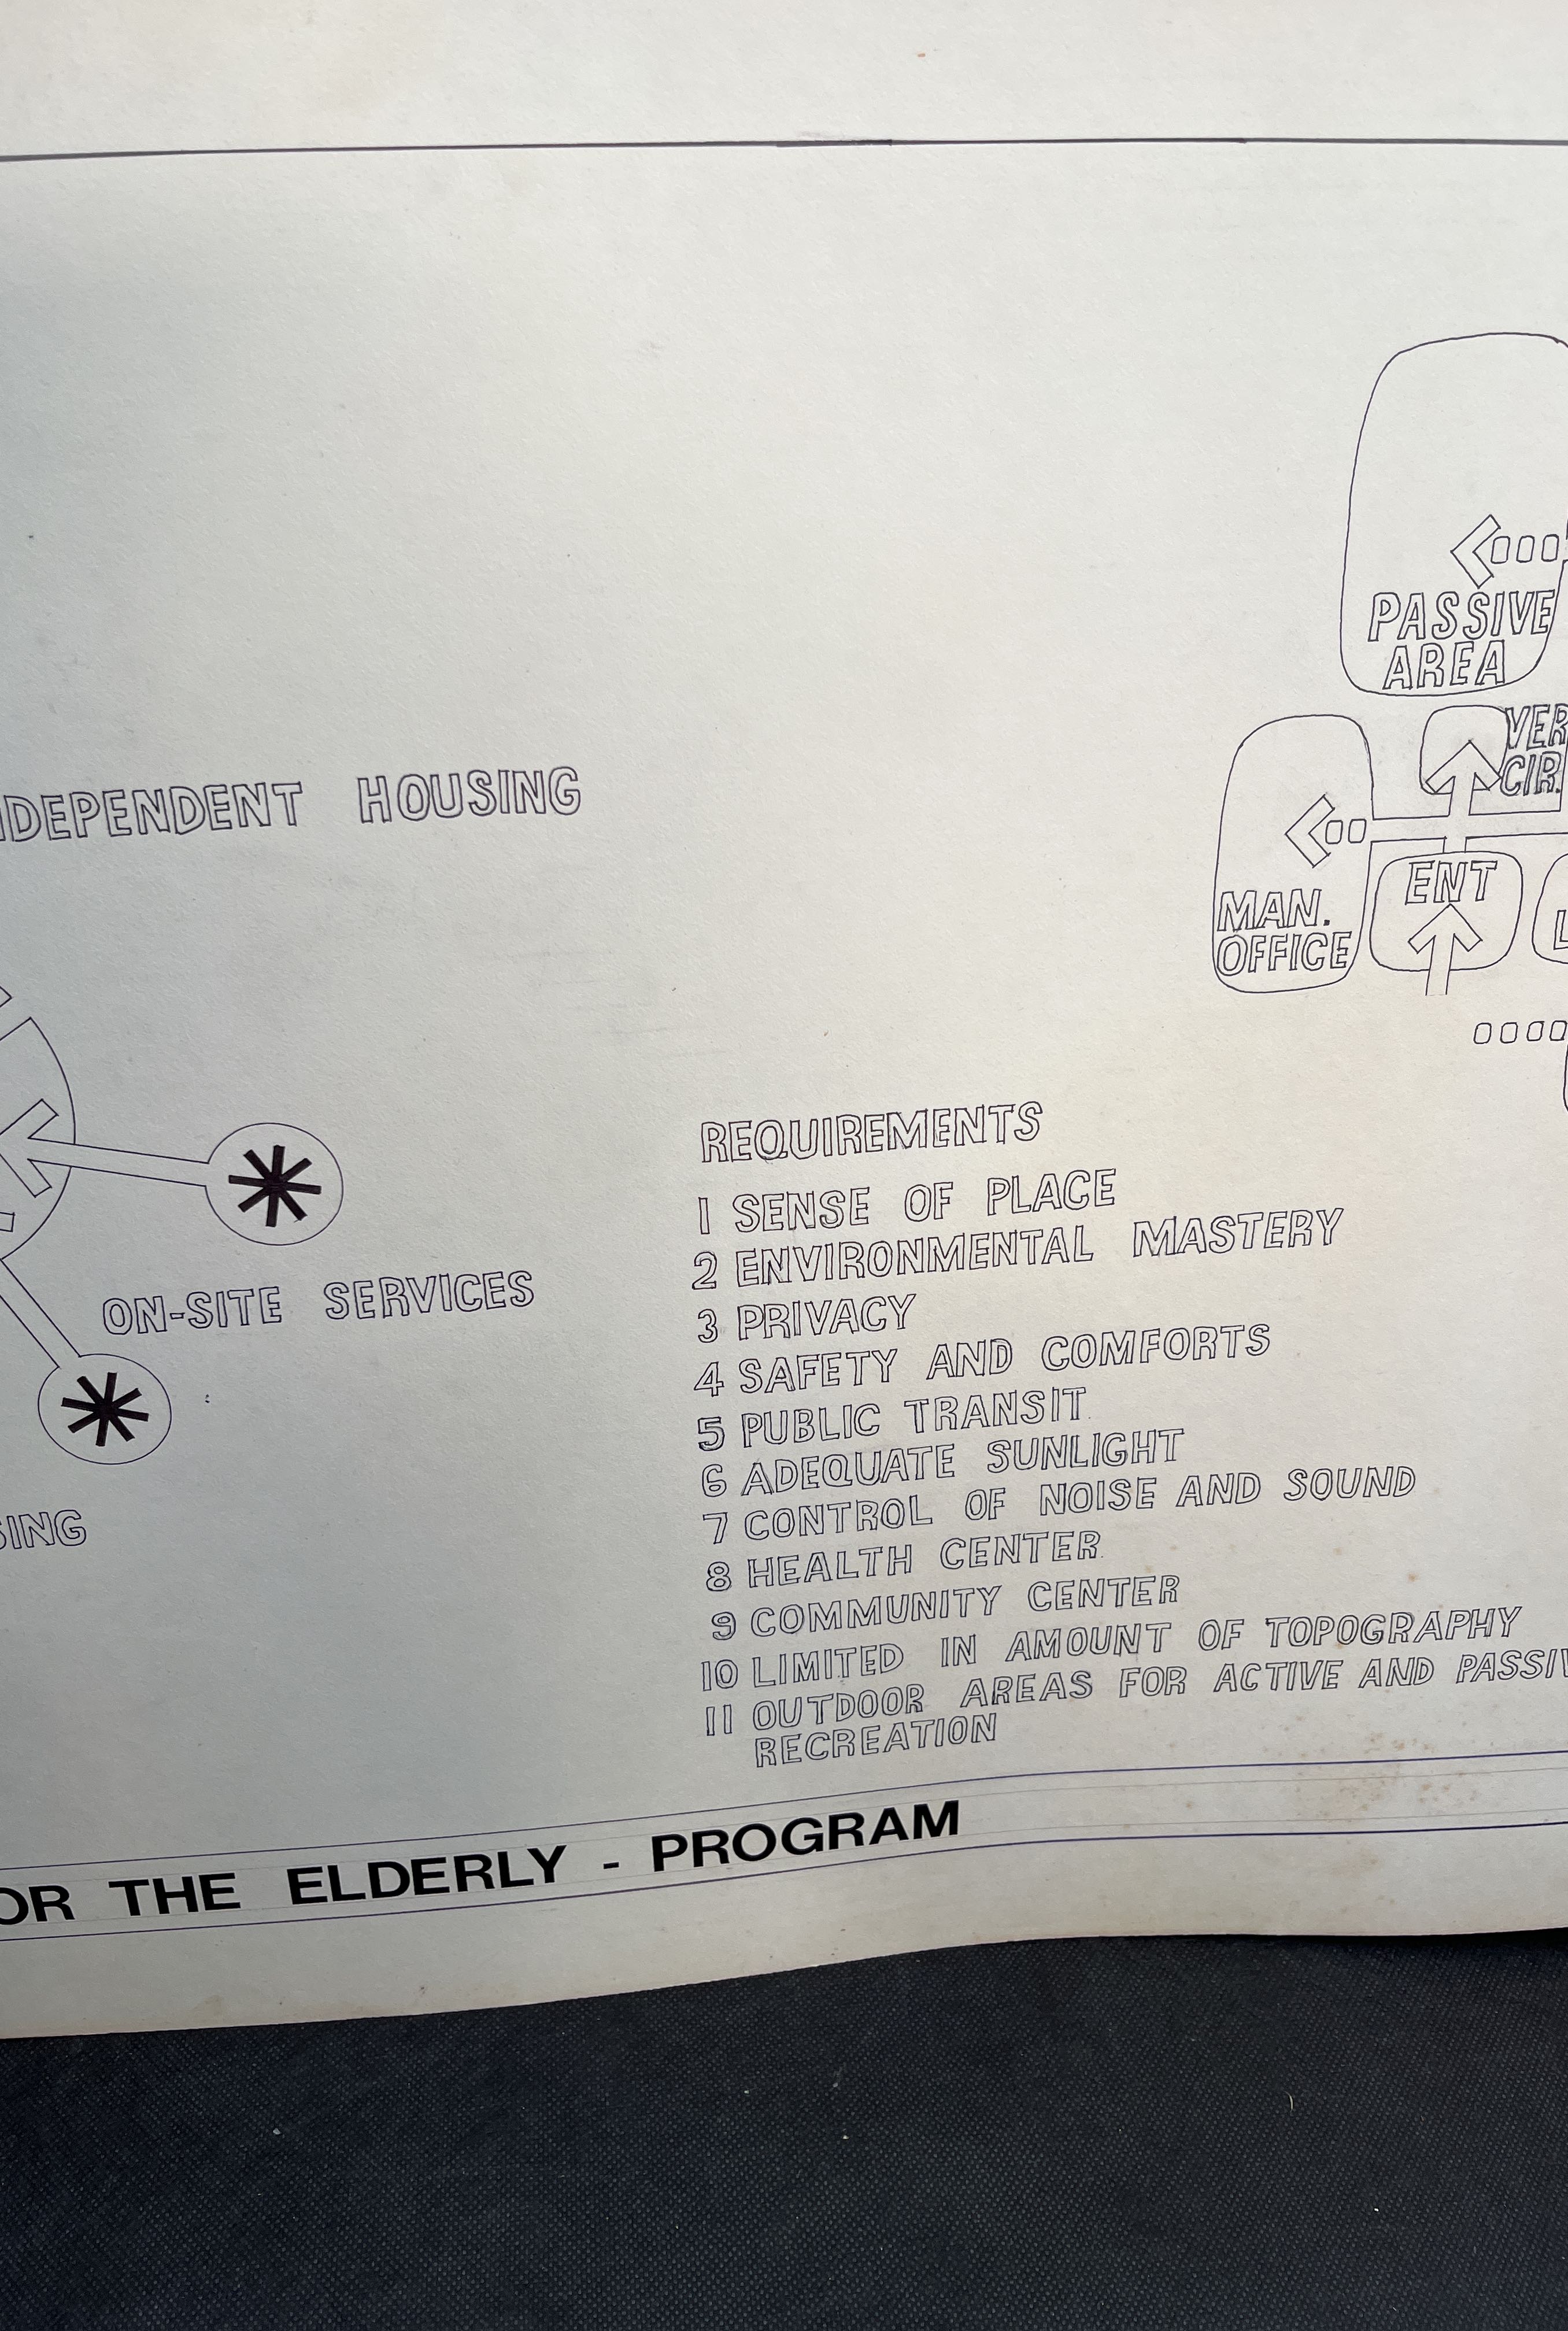 PASSIVE
AREA
VER
CIR.
NDEPENDENT HOUSING
ENT
MAN.
OFFICE
L
REQUIREMENTS
1 SENSE OF PLACE
2 ENVIRONMENTAL MASTERY
3 PRIVACY
4 SAFETY AND COMFORTS
5 PUBLIC TRANSIT
6 ADEQUATE SUNLIGHT
7 CONTROL OF NOISE AND SOUND
8 HEALTH CENTER
9 COMMUNITY CENTER
10 LIMITED IN AMOUNT OF TOPOGRAPHY
11 OUTDOOR AREAS FOR ACTIVE AND PASSIV
RECREATION
ON-SITE SERVICES
SING
OR THE ELDERLY - PROGRAM